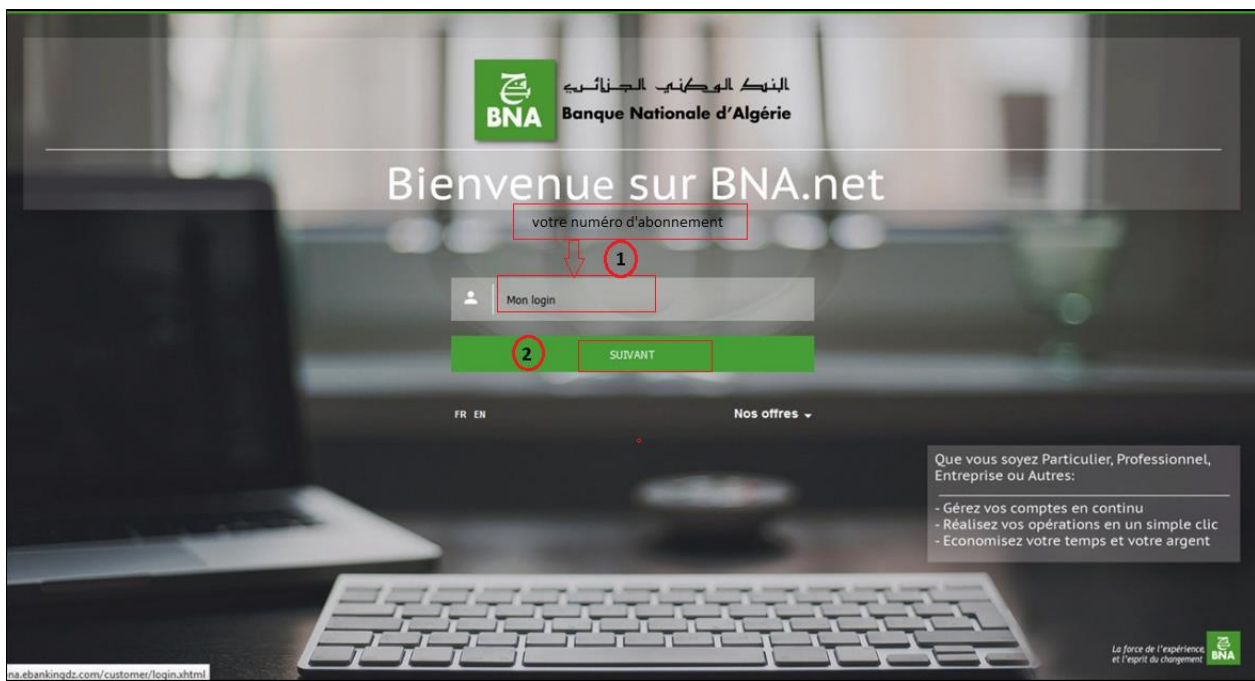 البنك الوطني الجزائري
BNA
Banque Nationale d'Algérie
Bienvenue sur BNA.net
votre numéro d'abonnement
1
Mon login
2
SUIVANT
FR EN
Nos offres
Que vous soyez Particulier, Professionnel,
Entreprise ou Autres:
- Gérez vos comptes en continu
- Réalisez vos opérations en un simple clic
- Economisez votre temps et votre argent
La force de l'expérience,
et l'esprit du changement
BNA
na.ebankingdz.com/customer/login.xhtml